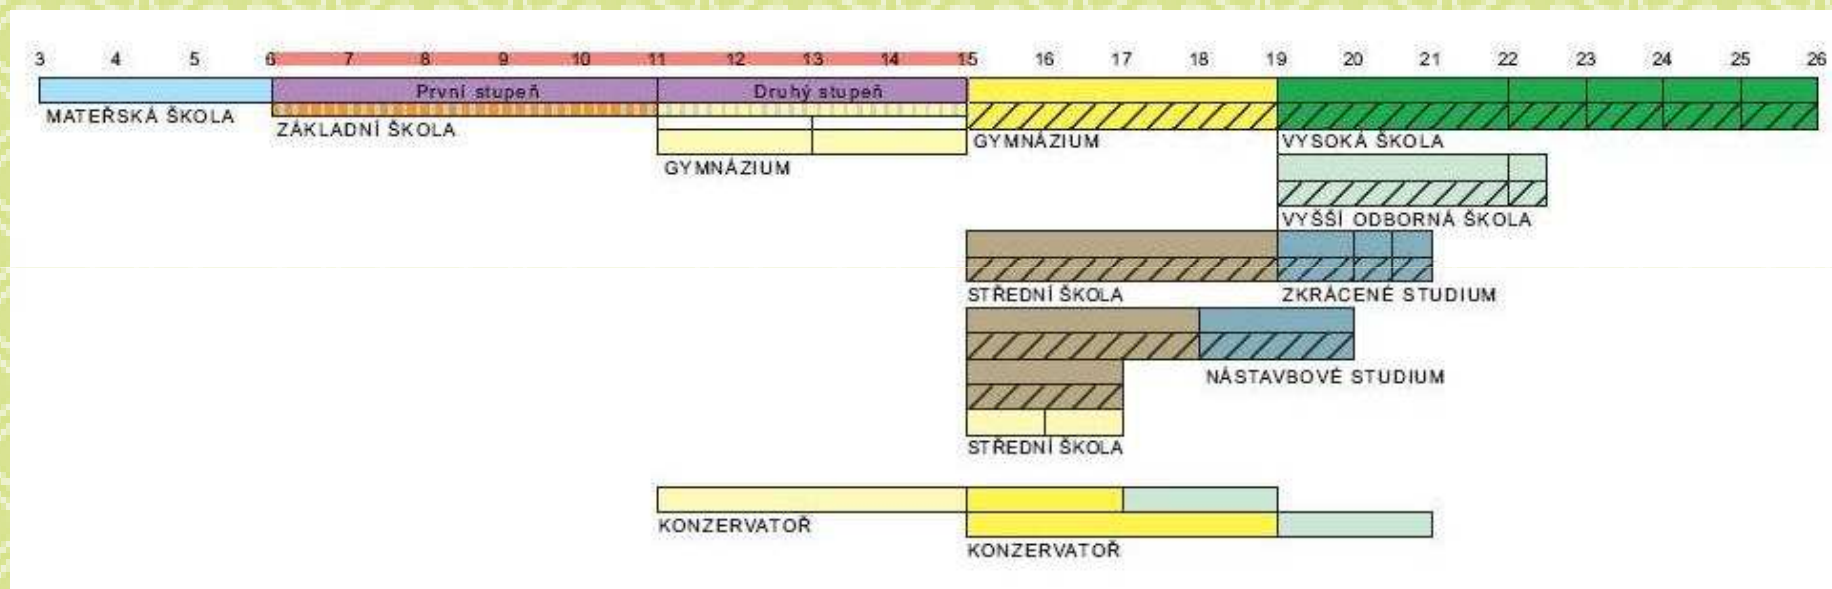 3 4 5 6 7 8 9 10 11 12 13 14 15 16 17 18 19 20 21 22 23 24 25 26
První stupeň Druhý stupeň
MATEŘSKÁ ŠKOLA
ZÁKLADNÍ ŠKOLA
GYMNÁZIUM
GYMNÁZIUM
VYSOKÁ ŠKOLA
VYŠŠÍ ODBORNÁ ŠKOLA
STŘEDNÍ ŠKOLA
ZKRÁCENÉ STUDIUM
NÁSTAVBOVÉ STUDIUM
STŘEDNÍ ŠKOLA
KONZERVATOŘ
KONZERVATOŘ